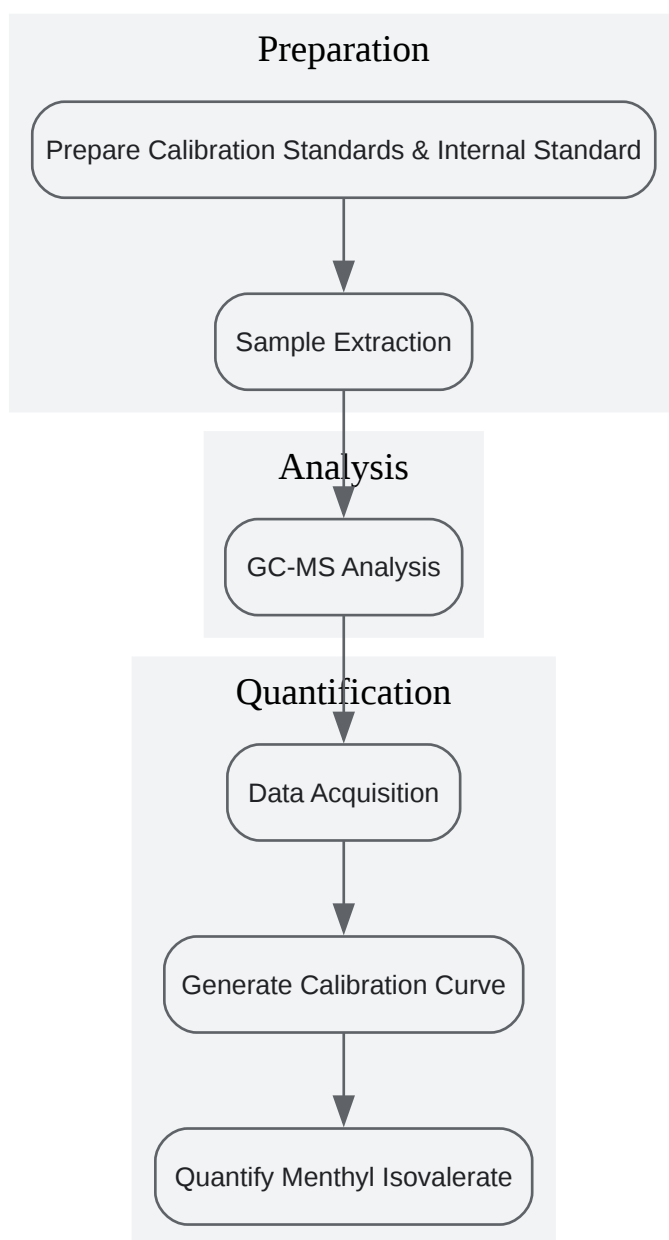 Preparation
Prepare Calibration Standards & Internal Standard
Sample Extraction
Analysis
GC-MS Analysis
Quantification
Data Acquisition
Generate Calibration Curve
Quantify Menthyl Isovalerate